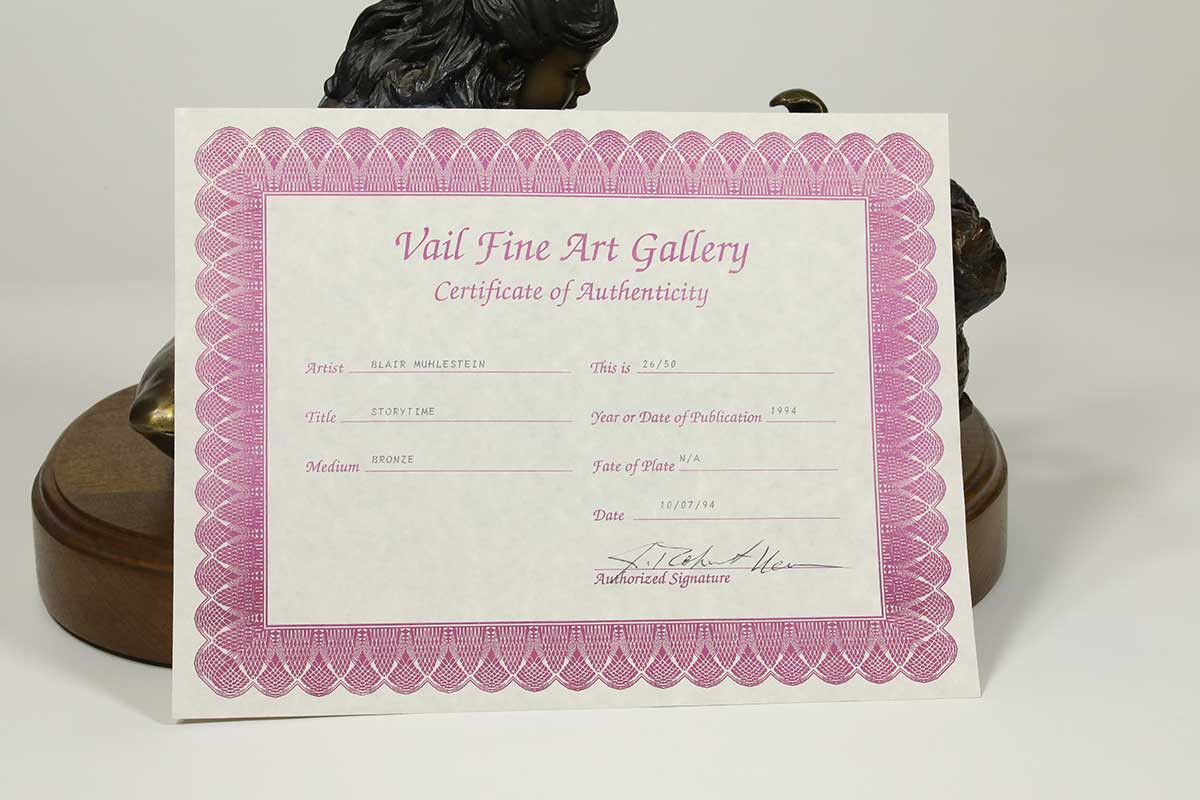 Vail Fine Art Gallery
Certificate of Authenticity
Artist BLAIR MUHLESTEIN
This is 26/50
Title STORYTIME
Year or Date of Publication 1994
Medium BRONZE
Fate of Plate N/A
Date 10/07/94
Authorized Signature